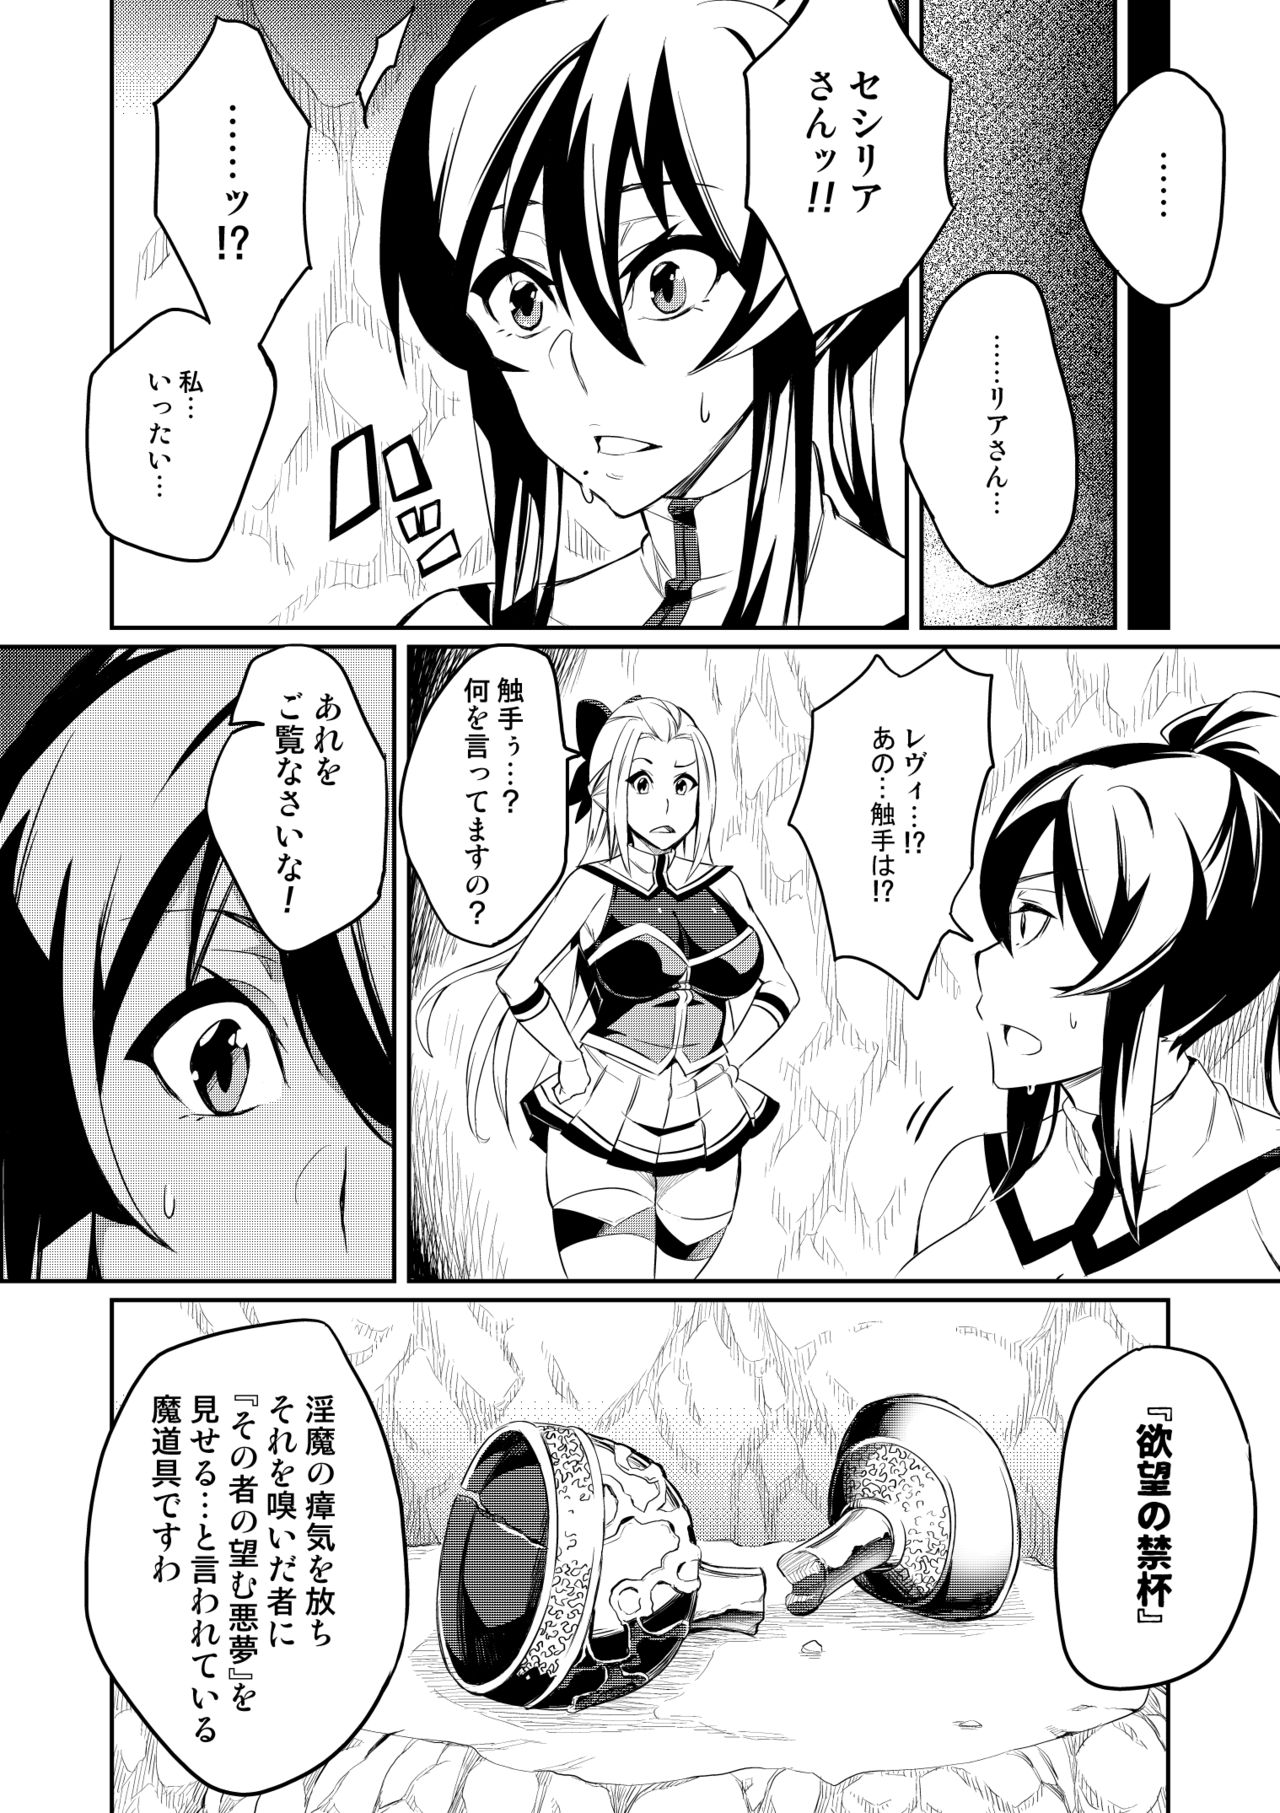 ……
……リアさん…
セシリア
さんッ!!
……ッ!?
私…
いったい…
レヴィ…!?
あの…触手は!?
触手ぅ…?
何を言ってますの?
あれを
ご覧なさいな!
『欲望の禁杯』
淫魔の瘴気を放ち
それを嗅いだ者に
『その者の望む悪夢』を
見せる…と言われている
魔道具ですわ